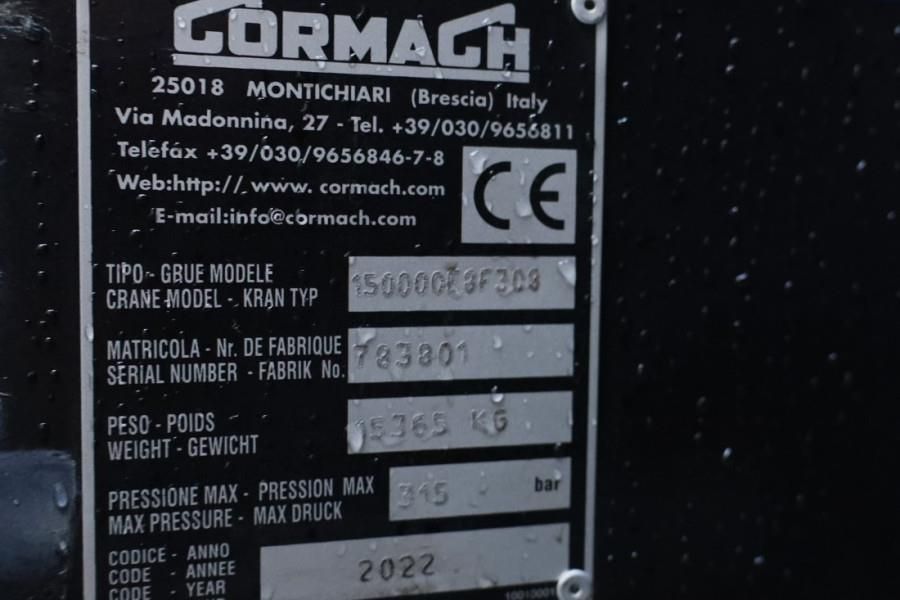 CORMACH
25018 MONTICHIARI (Brescia) Italy
Via Madonnina, 27 - Tel. +39/030/9656811
Telefax +39/030/9656846-7-8
Web:http://www.cormach.com
E-mail:info@cormach.com
CE
TIPO - GRUE MODELE
CRANE MODEL - KRAN TYP
150000E8F308
MATRICOLA - Nr. DE FABRIQUE
SERIAL NUMBER - FABRIK No.
783801
PESO - POIDS
WEIGHT - GEWICHT
15365 KG
PRESSIONE MAX - PRESSION MAX
MAX PRESSURE - MAX DRUCK
315 bar
CODICE - ANNO
CODE - ANNEE
CODE - YEAR
2022